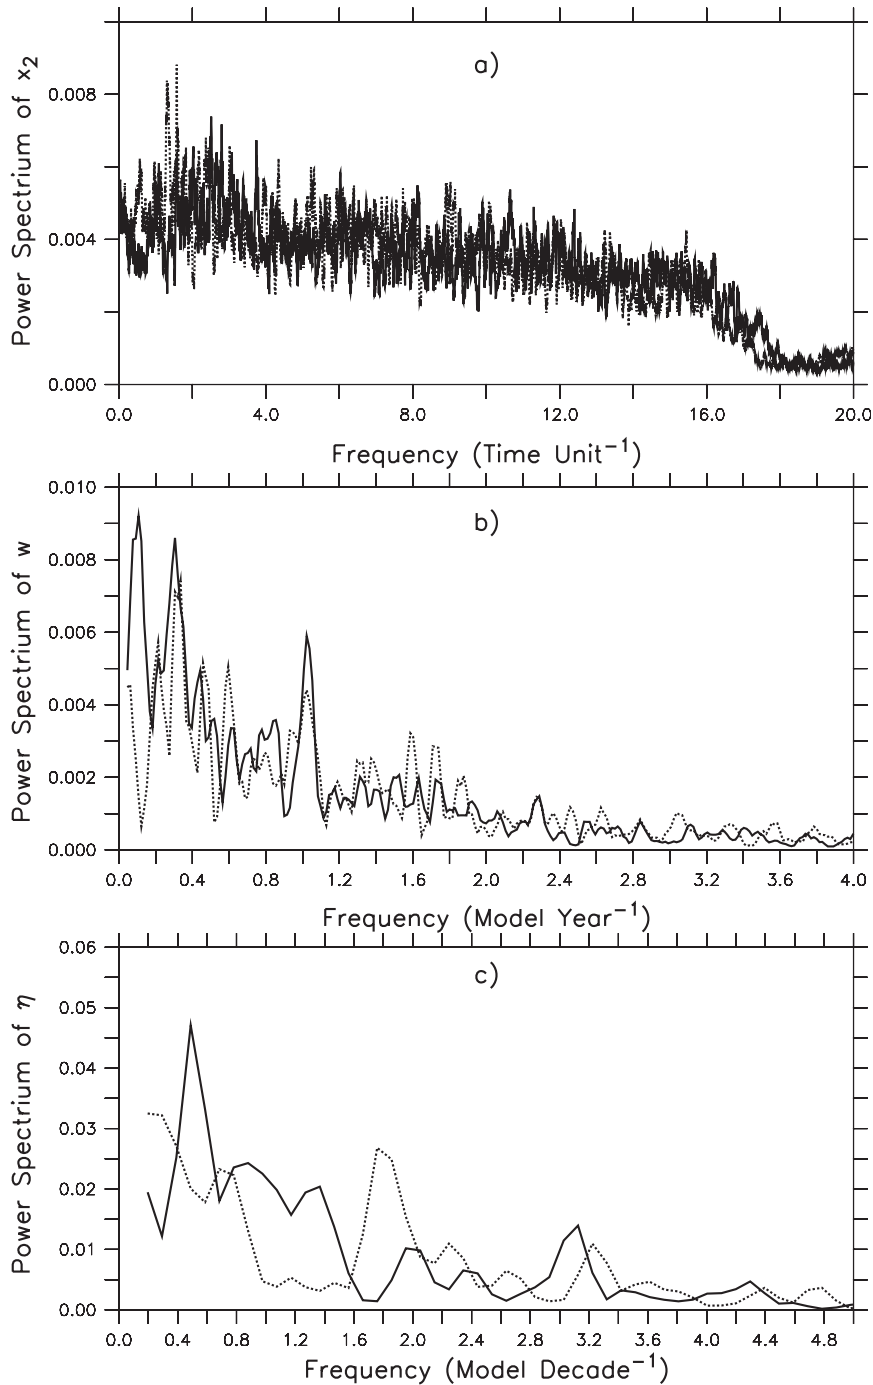 a)
Power Spectrum of x₂
0.008
0.004
0.000
0.0 4.0 8.0 12.0 16.0 20.0
Frequency (Time Unit⁻¹)
b)
Power Spectrum of w
0.010
0.008
0.006
0.004
0.002
0.000
0.0 0.4 0.8 1.2 1.6 2.0 2.4 2.8 3.2 3.6 4.0
Frequency (Model Year⁻¹)
c)
Power Spectrum of η
0.06
0.05
0.04
0.03
0.02
0.01
0.00
0.0 0.4 0.8 1.2 1.6 2.0 2.4 2.8 3.2 3.6 4.0 4.4 4.8
Frequency (Model Decade⁻¹)